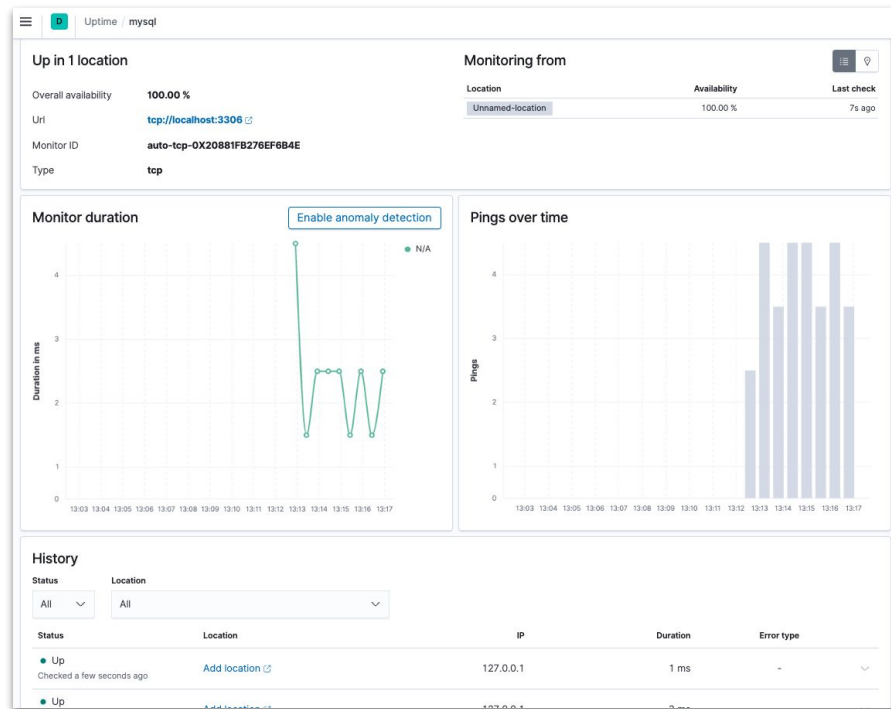 D Uptime / mysql
Up in 1 location
Overall availability 100.00 %
Url tcp://localhost:3306
Monitor ID auto-tcp-0X20881FB276EF6B4E
Type tcp
Monitoring from
Location Availability Last check
Unnamed-location 100.00 % 7s ago
Monitor duration
Enable anomaly detection
N/A
Duration in ms
4
3
2
1
0
13:03 13:04 13:05 13:06 13:07 13:08 13:09 13:10 13:11 13:12 13:13 13:14 13:15 13:16 13:17
Pings over time
Pings
4
3
2
1
0
13:03 13:04 13:05 13:06 13:07 13:08 13:09 13:10 13:11 13:12 13:13 13:14 13:15 13:16 13:17
History
Status Location
All All
Status Location IP Duration Error type
Up
Checked a few seconds ago
Add location 127.0.0.1 1 ms -
Up